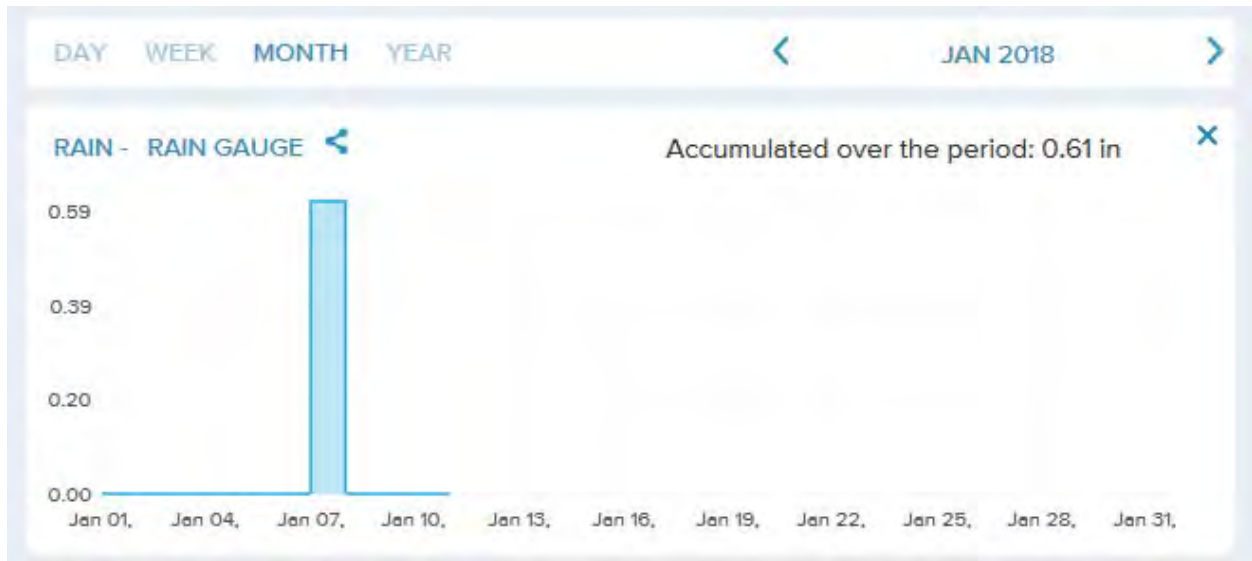 DAY WEEK MONTH YEAR JAN 2018
RAIN - RAIN GAUGE Accumulated over the period: 0.61 in
0.59
0.39
0.20
0.00
Jan 01, Jan 04, Jan 07, Jan 10, Jan 13, Jan 16, Jan 19, Jan 22, Jan 25, Jan 28, Jan 31,